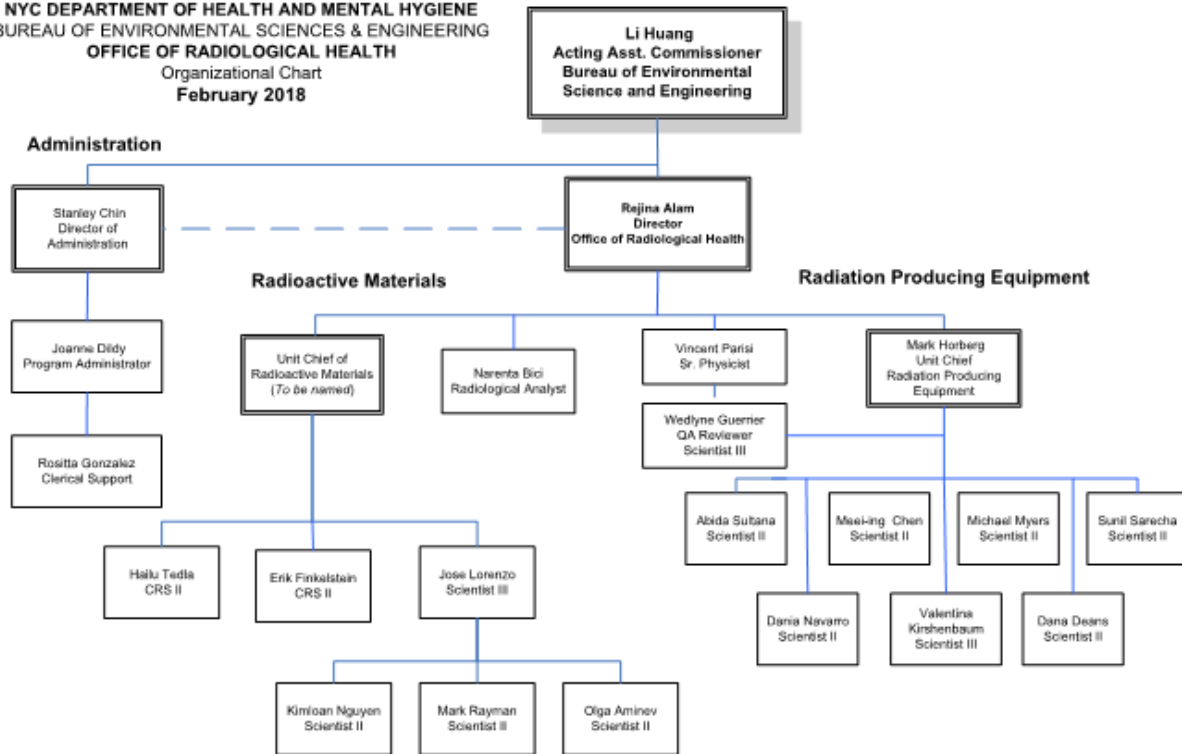 NYC DEPARTMENT OF HEALTH AND MENTAL HYGIENE
BUREAU OF ENVIRONMENTAL SCIENCES & ENGINEERING
OFFICE OF RADIOLOGICAL HEALTH
Organizational Chart
February 2018
Li Huang
Acting Asst. Commissioner
Bureau of Environmental
Science and Engineering
Administration
Stanley Chin
Director of
Administration
Rejina Alam
Director
Office of Radiological Health
Radioactive Materials
Radiation Producing Equipment
Joanne Dildy
Program Administrator
Unit Chief of
Radioactive Materials
(To be named)
Narenta Bici
Radiological Analyst
Vincent Parisi
Sr. Physicist
Mark Horberg
Unit Chief
Radiation Producing
Equipment
Rositta Gonzalez
Clerical Support
Wedlyne Guerrier
QA Reviewer
Scientist III
Abida Sultana
Scientist II
Meei-ing Chen
Scientist II
Michael Myers
Scientist II
Sunil Sarecha
Scientist II
Hailu Tedla
CRS II
Erik Finkelstein
CRS II
Jose Lorenzo
Scientist III
Dania Navarro
Scientist II
Valentina
Kirshenbaum
Scientist III
Dana Deans
Scientist II
Kimloan Nguyen
Scientist II
Mark Rayman
Scientist II
Olga Aminev
Scientist II